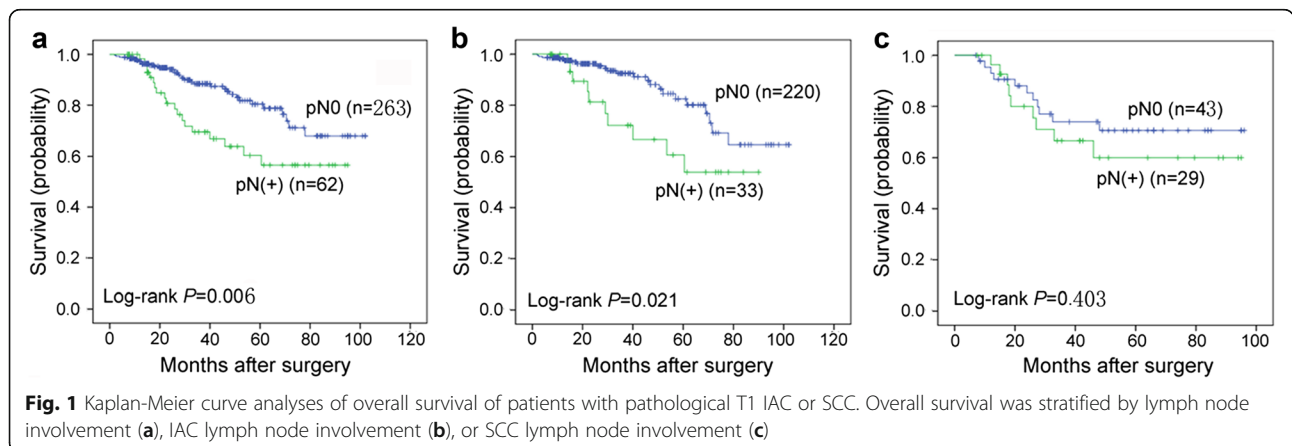 a
Survival (probability)
1.0
0.8
0.6
0.4
0.2
0.0
pN0 (n=263)
pN(+) (n=62)
Log-rank P=0.006
0 20 40 60 80 100 120
Months after surgery
b
Survival (probability)
1.0
0.8
0.6
0.4
0.2
0.0
pN0 (n=220)
pN(+) (n=33)
Log-rank P=0.021
0 20 40 60 80 100 120
Months after surgery
c
Survival (probability)
1.0
0.8
0.6
0.4
0.2
0.0
pN0 (n=43)
pN(+) (n=29)
Log-rank P=0.403
0 20 40 60 80 100
Months after surgery
Fig. 1 Kaplan-Meier curve analyses of overall survival of patients with pathological T1 IAC or SCC. Overall survival was stratified by lymph node
involvement (a), IAC lymph node involvement (b), or SCC lymph node involvement (c)